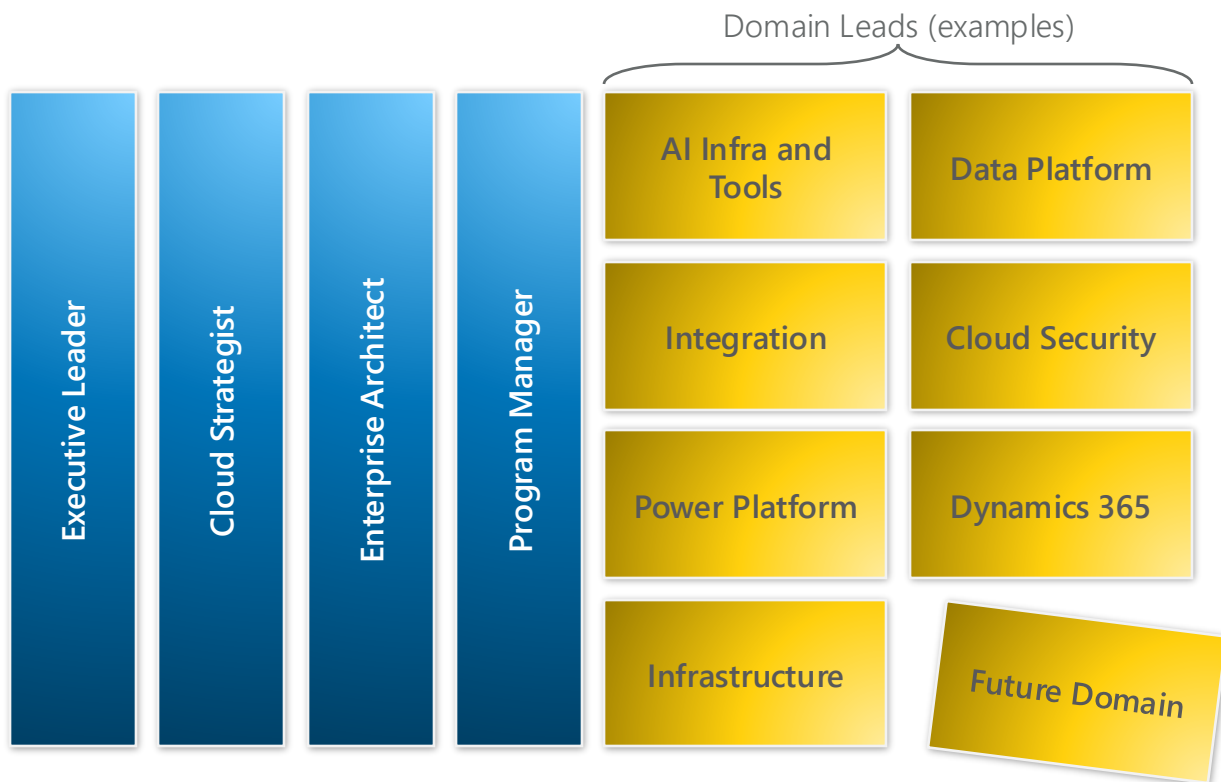 Domain Leads (examples)
Executive Leader
Cloud Strategist
Enterprise Architect
Program Manager
AI Infra and
Tools
Data Platform
Integration
Cloud Security
Power Platform
Dynamics 365
Infrastructure
Future Domain